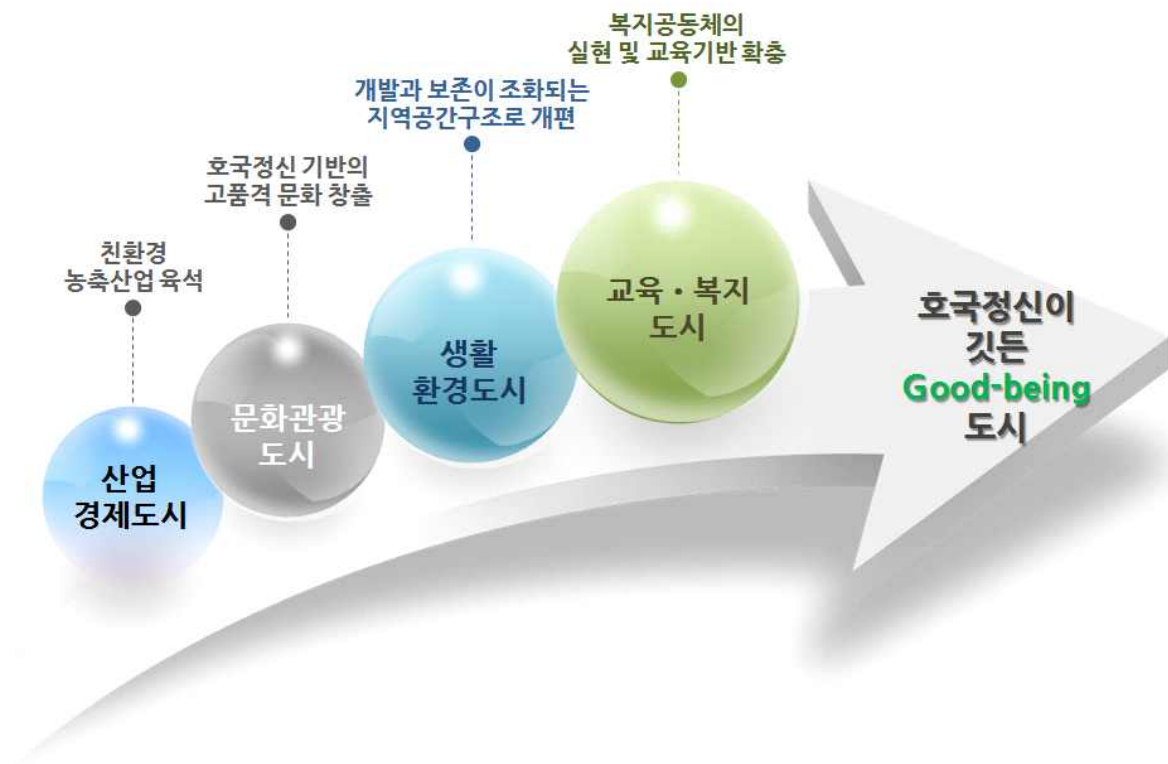 복지공동체의
실현 및 교육기반 확충
개발과 보존이 조화되는
지역공간구조로 개편
호국정신 기반의
고품격 문화 창출
친환경
농축산업 육석
교육・복지
도시
생활
환경도시
문화관광
도시
산업
경제도시
호국정신이
깃든
Good-being
도시